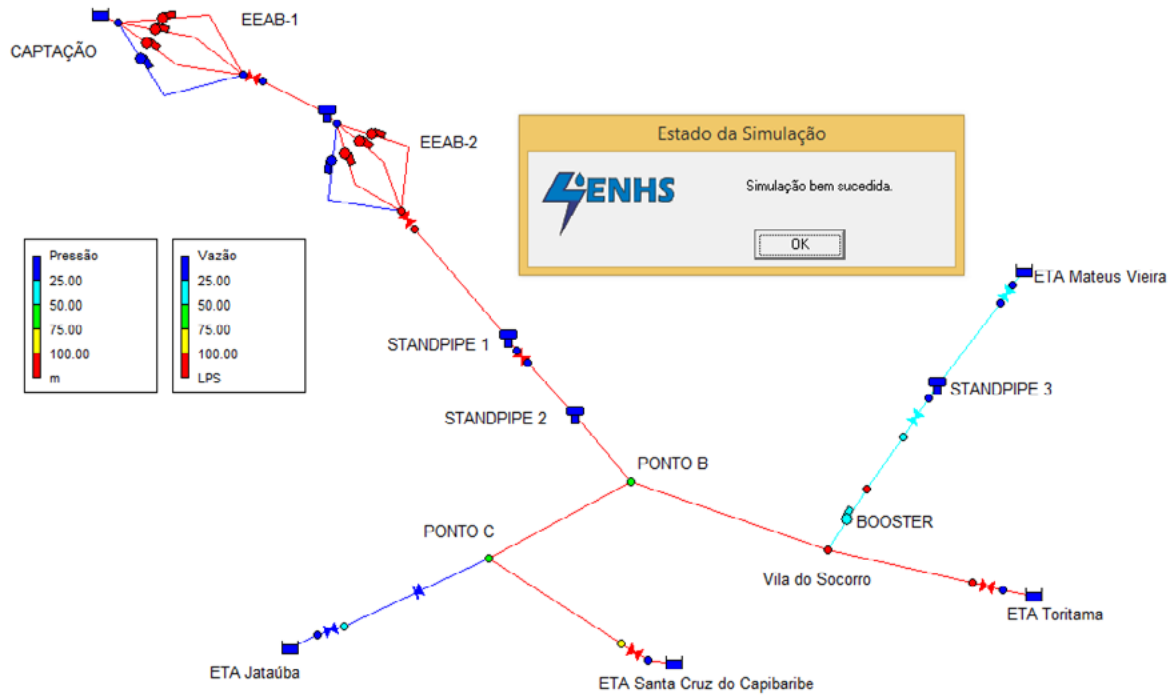 EEAB-1
CAPTAÇÃO
EEAB-2
Estado da Simulação
LENHS
Simulação bem sucedida.
OK
Pressão
25.00
50.00
75.00
100.00
m
Vazão
25.00
50.00
75.00
100.00
LPS
ETA Mateus Vieira
STANDPIPE 1
STANDPIPE 3
STANDPIPE 2
PONTO B
BOOSTER
PONTO C
Vila do Socorro
ETA Toritama
ETA Jataúba
ETA Santa Cruz do Capibaribe